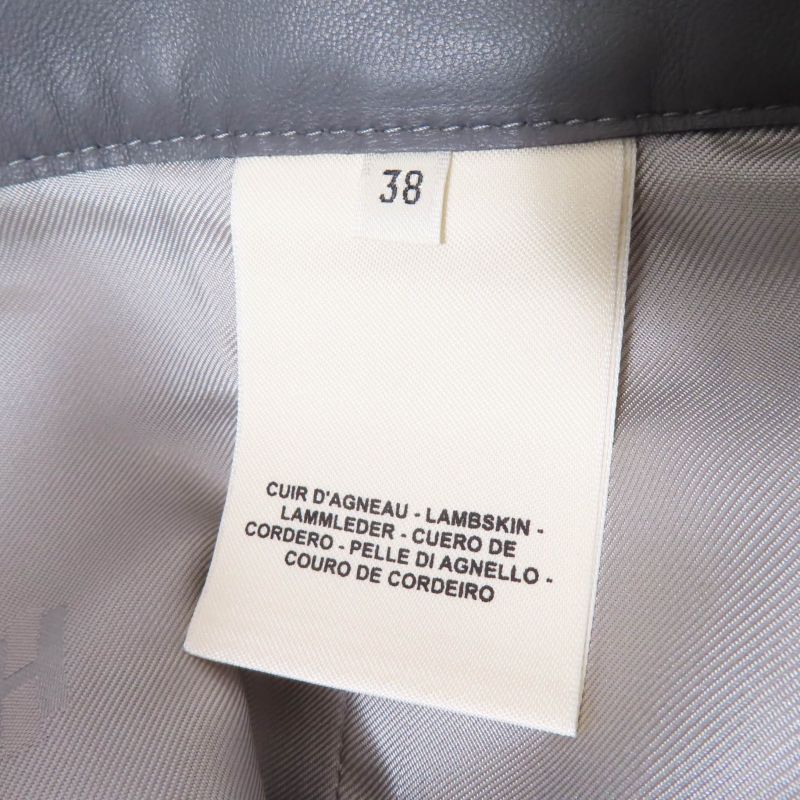 38
CUIR D'AGNEAU - LAMBSKIN -
LAMMLEDER - CUERO DE
CORDERO - PELLE DI AGNELLO -
COURO DE CORDEIRO
H